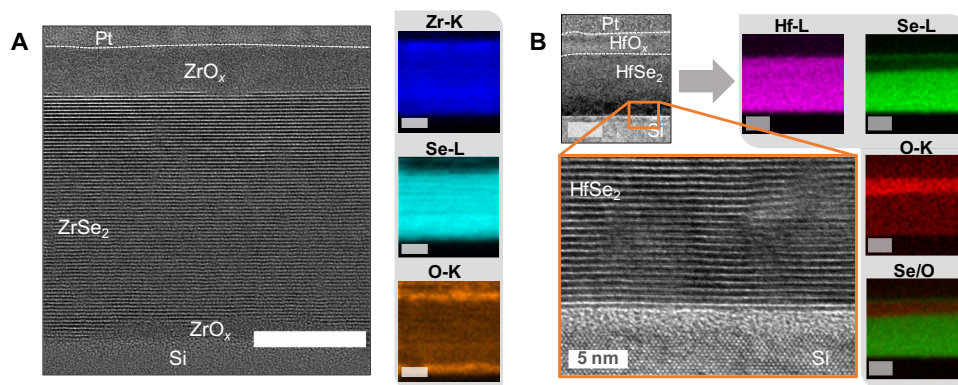 A
Pt
ZrOₓ
ZrSe₂
ZrOₓ
Si
Zr-K
Se-L
O-K
B
Pt
HfOₓ
HfSe₂
Si
Hf-L
Se-L
O-K
Se/O
HfSe₂
5 nm
Si